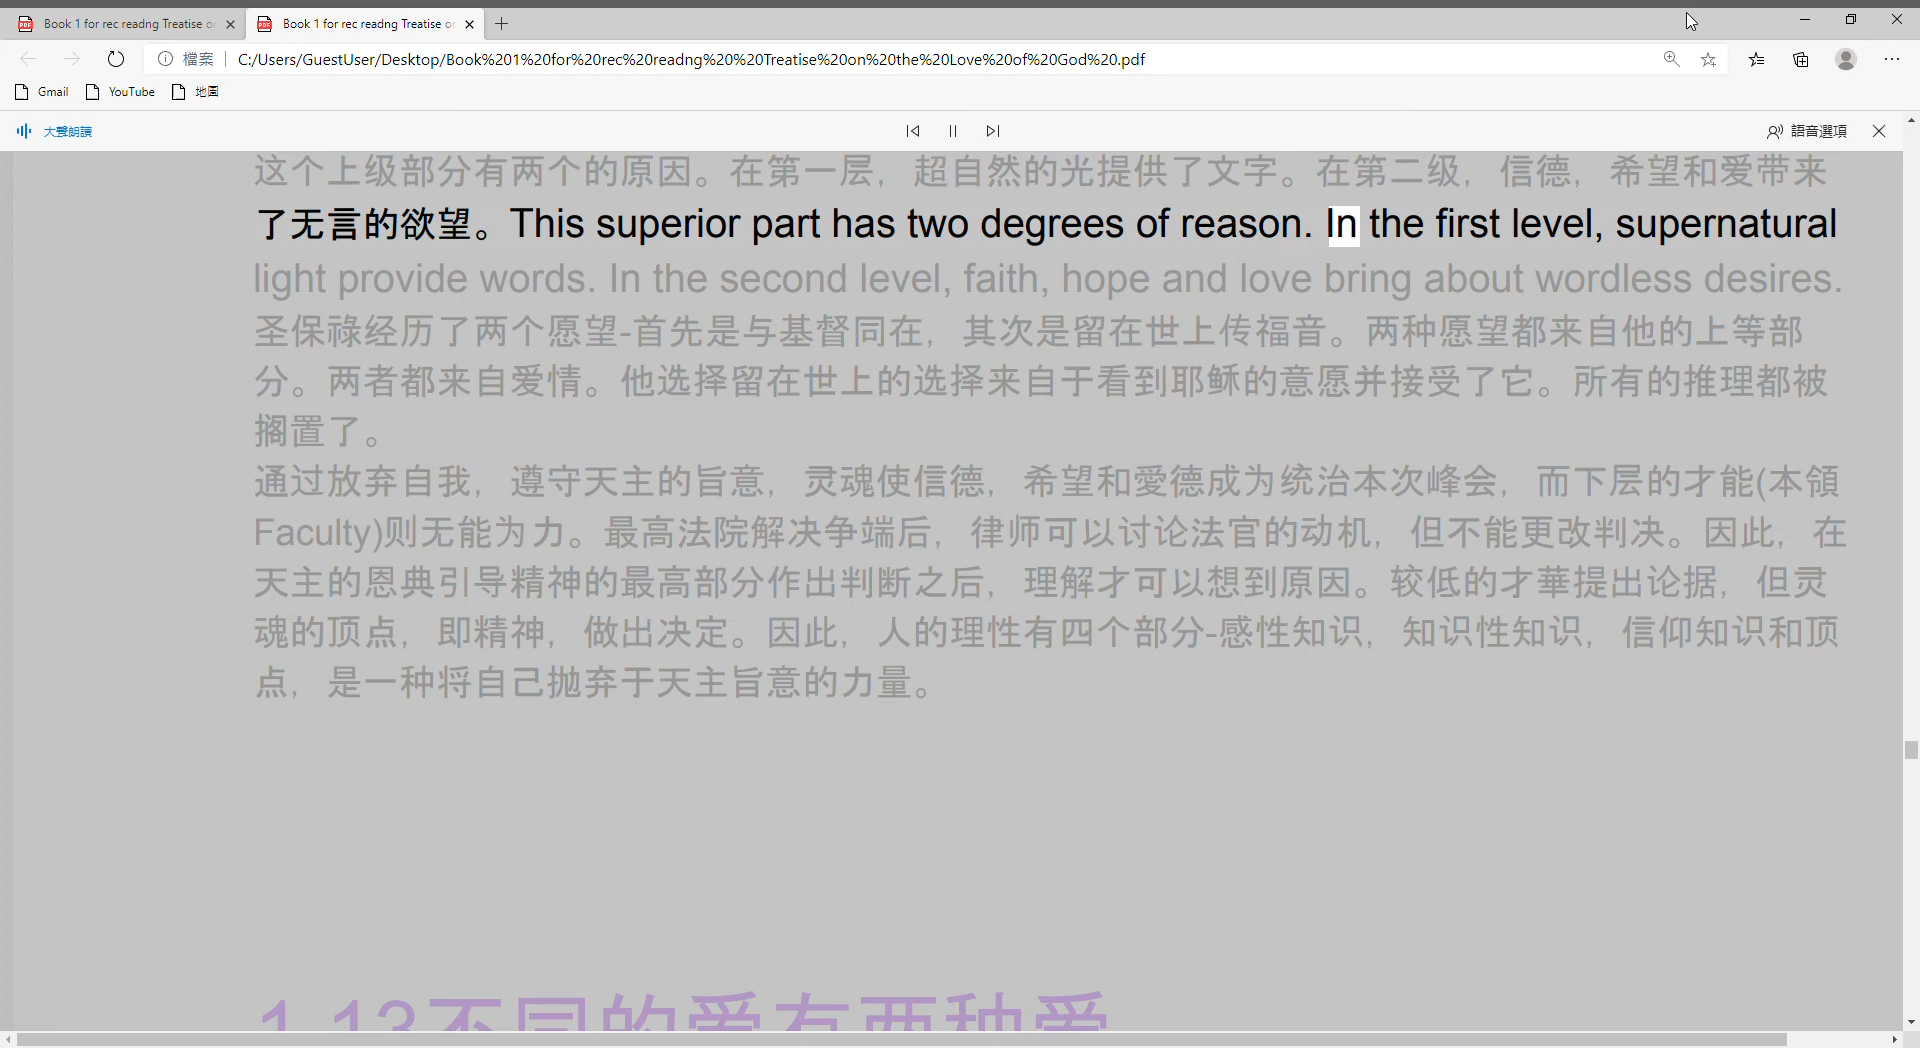 Book 1 for rec readng Treatise or
Book 1 for rec readng Treatise or
檔案
C:/Users/GuestUser/Desktop/Book%201%20for%20rec%20readng%20%20Treatise%20on%20the%20Love%20of%20God%20.pdf
Gmail YouTube 地圖
大聲朗讀
語音選項
这个上级部分有两个的原因。在第一层，超自然的光提供了文字。在第二级，信德，希望和爱带来
了无言的欲望。This superior part has two degrees of reason. In the first level, supernatural
light provide words. In the second level, faith, hope and love bring about wordless desires.
圣保祿经历了两个愿望-首先是与基督同在，其次是留在世上传福音。两种愿望都来自他的上等部
分。两者都来自爱情。他选择留在世上的选择来自于看到耶稣的意愿并接受了它。所有的推理都被
搁置了。
通过放弃自我，遵守天主的旨意，灵魂使信德，希望和愛德成为统治本次峰会，而下层的才能(本領
Faculty)则无能为力。最高法院解决争端后，律师可以讨论法官的动机，但不能更改判决。因此，在
天主的恩典引导精神的最高部分作出判断之后，理解才可以想到原因。较低的才華提出论据，但灵
魂的顶点，即精神，做出决定。因此，人的理性有四个部分-感性知识，知识性知识，信仰知识和顶
点，是一种将自己抛弃于天主旨意的力量。
1.13不同的爱有两种爱